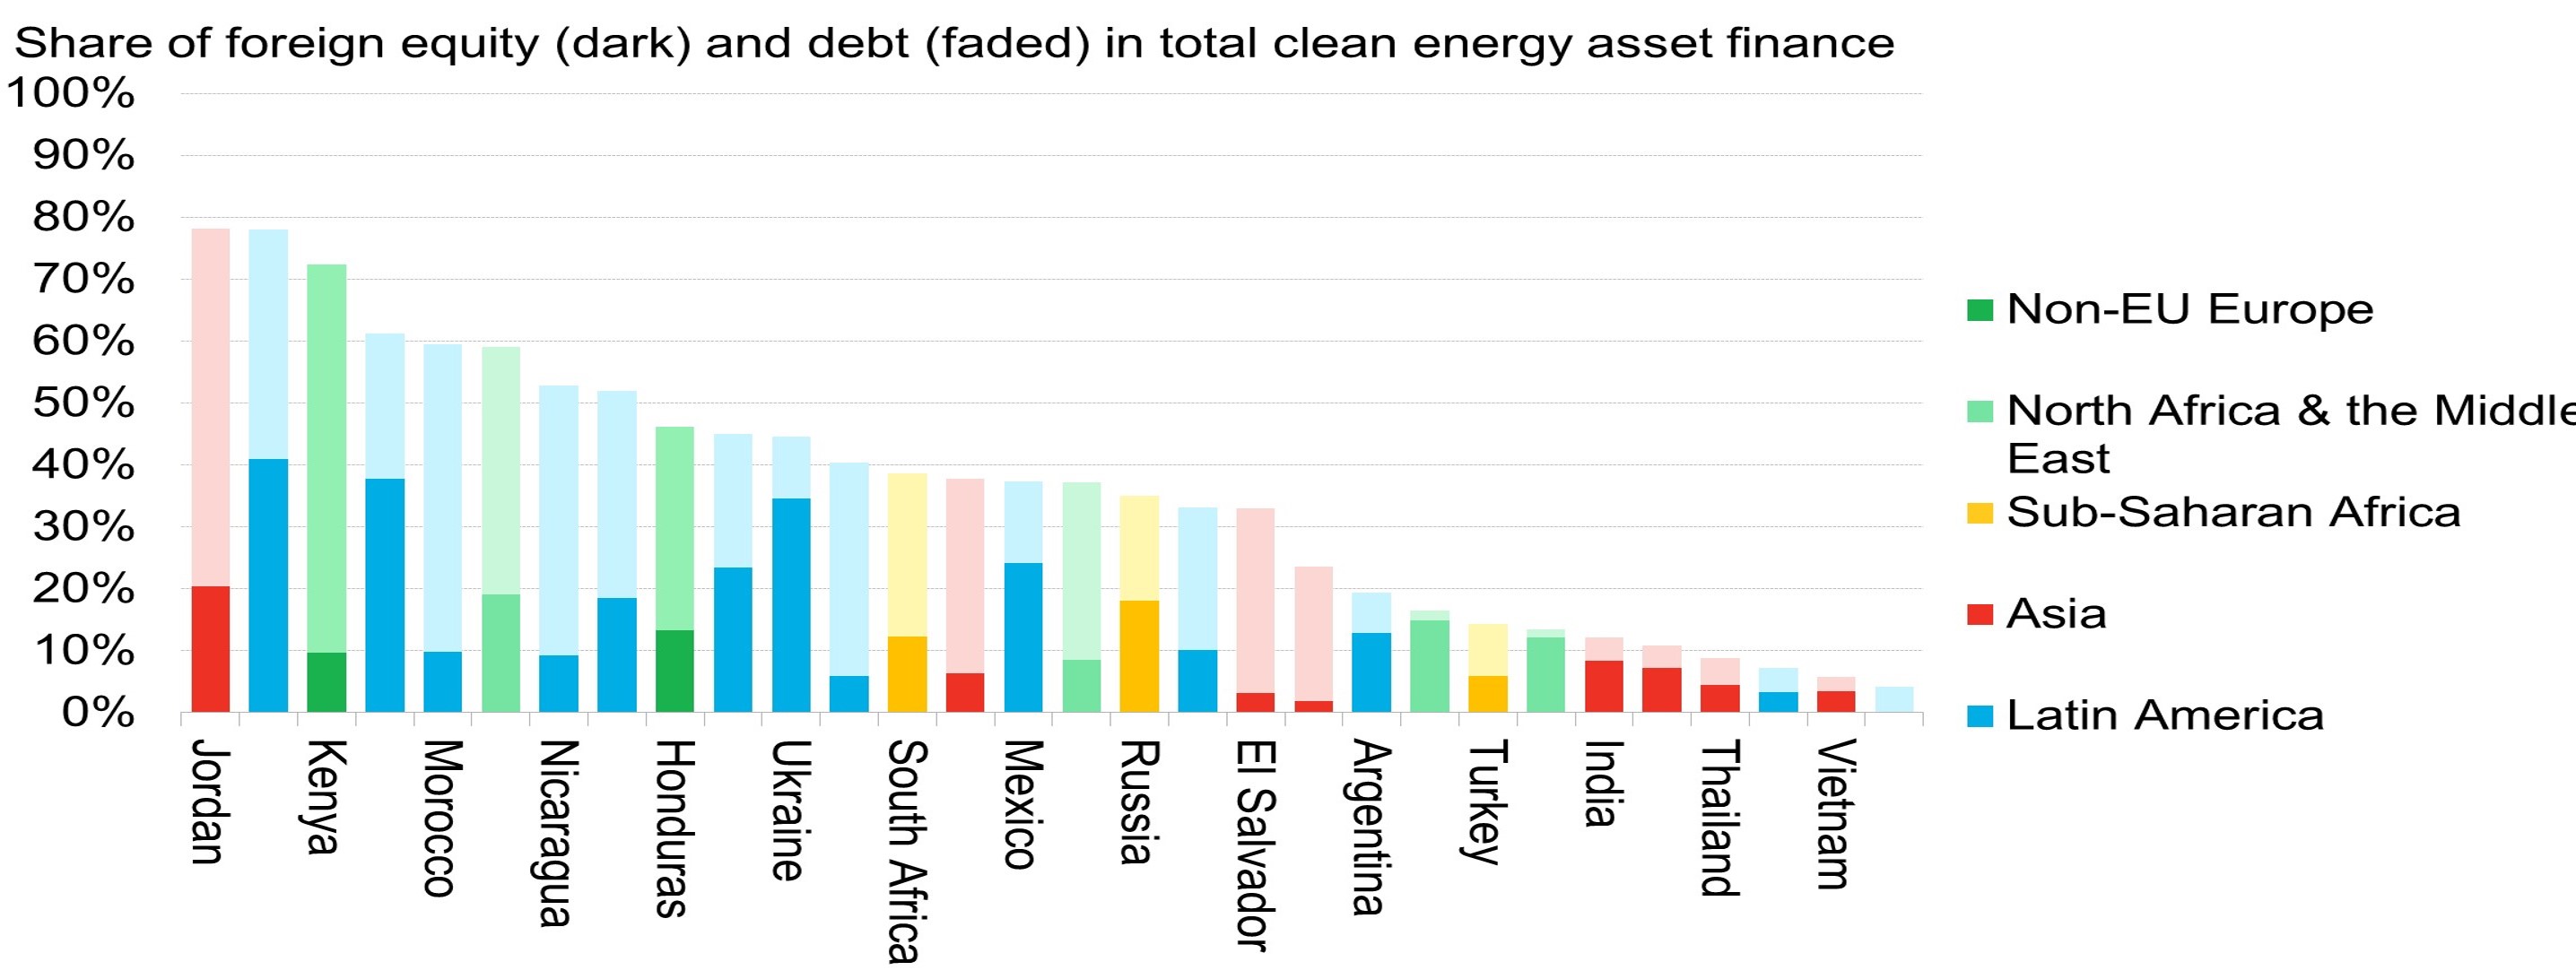 Share of foreign equity (dark) and debt (faded) in total clean energy asset finance
100%
90%
80%
70%
60%
50%
40%
30%
20%
10%
0%
Jordan
Kenya
Morocco
Nicaragua
Honduras
Ukraine
South Africa
Mexico
Russia
El Salvador
Argentina
Turkey
India
Thailand
Vietnam
Non-EU Europe
North Africa & the Middle
East
Sub-Saharan Africa
Asia
Latin America